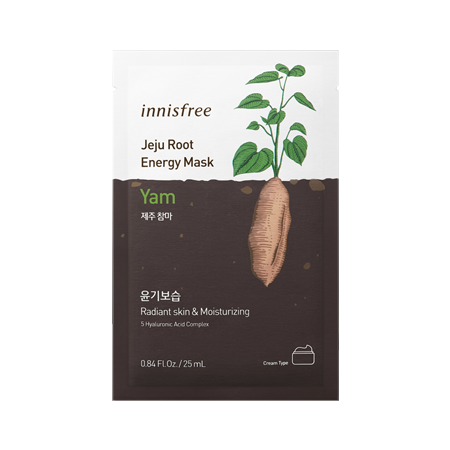 innisfree
Jeju Root
Energy Mask
Yam
제주 참마
윤기보습
Radiant skin & Moisturizing
5 Hyaluronic Acid Complex
0.84 Fl.Oz. / 25 mL
Cream Type